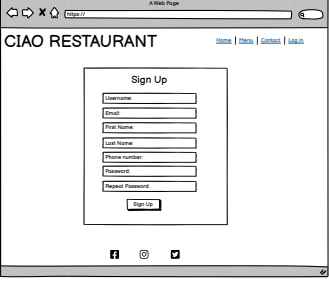 A Web Page
https://
CIAO RESTAURANT
Home | Menu | Contact | Log in
Sign Up
Username:
Email:
First Name:
Last Name:
Phone number:
Password:
Repeat Password:
Sign Up